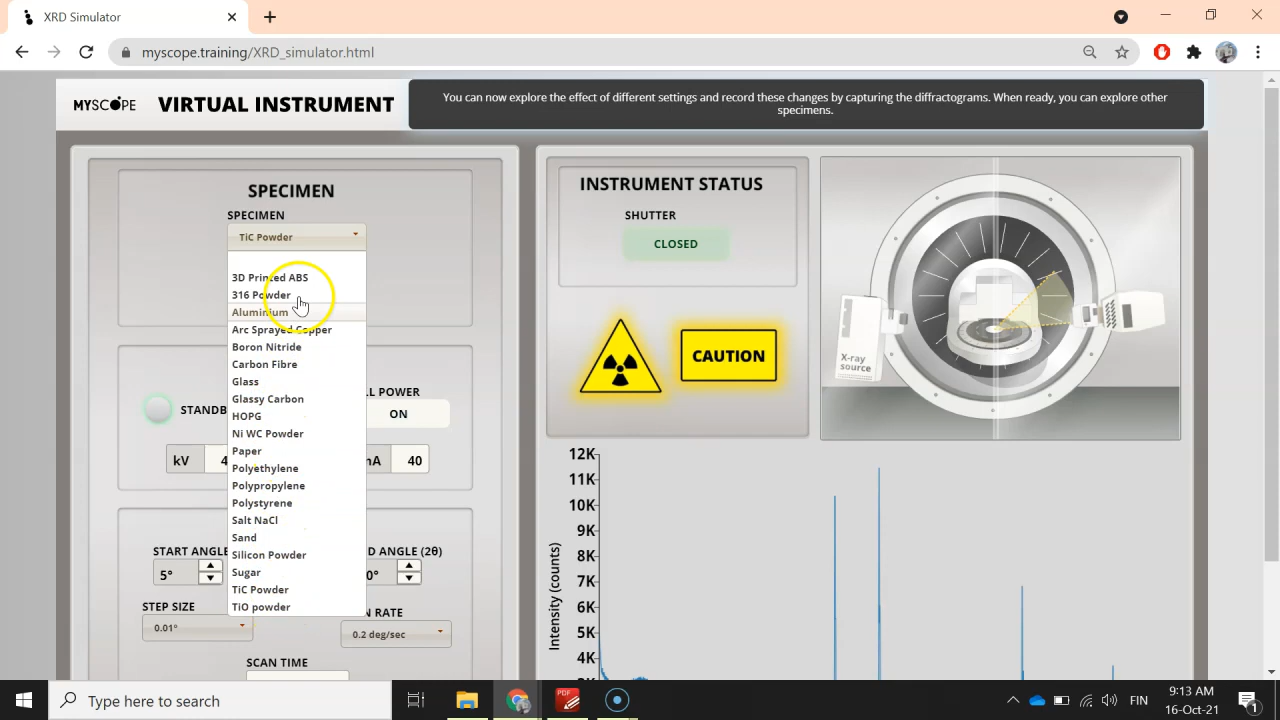 XRD Simulator
myscope.training/XRD_simulator.html
MYSCOPE VIRTUAL INSTRUMENT
You can now explore the effect of different settings and record these changes by capturing the diffractograms. When ready, you can explore other
specimens.
SPECIMEN
SPECIMEN
TiC Powder
3D Printed ABS
316 Powder
Aluminium
Arc Sprayed Copper
Boron Nitride
Carbon Fibre
Glass
Glassy Carbon
HOPG
Ni WC Powder
Paper
Polyethylene
Polypropylene
Polystyrene
Salt NaCl
Sand
Silicon Powder
Sugar
TiC Powder
TiO powder
STANDB
LL POWER
ON
kV 4
mA 40
START ANGLE
5°
D ANGLE (2θ)
0°
STEP SIZE
0.01°
N RATE
0.2 deg/sec
SCAN TIME
INSTRUMENT STATUS
SHUTTER
CLOSED
CAUTION
X-ray
source
Intensity (counts)
12K
11K
10K
9K
8K
7K
6K
5K
4K
Type here to search
FIN
9:13 AM
16-Oct-21
PDF
1